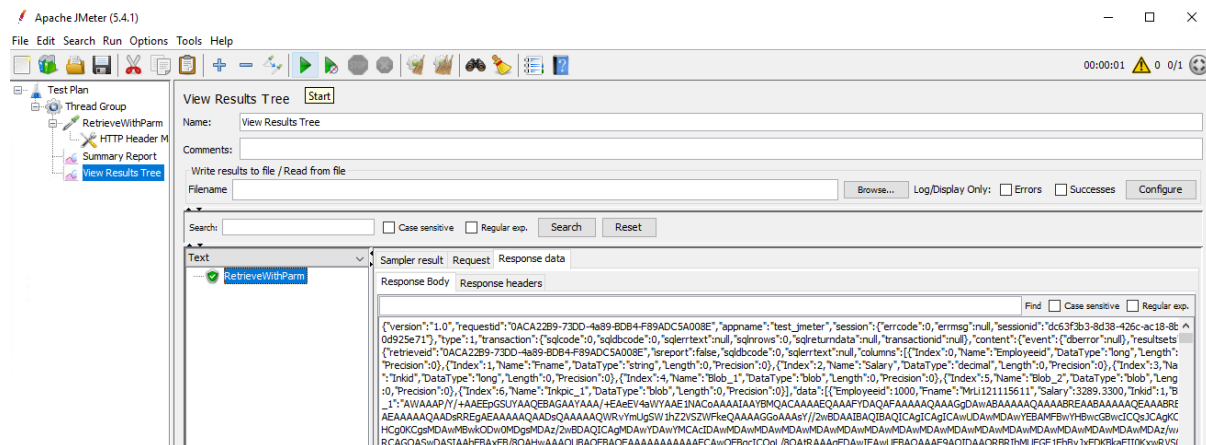 Apache JMeter (5.4.1)
File Edit Search Run Options Tools Help
00:00:01 0 0/1
Test Plan
Thread Group
RetrieveWithParm
HTTP Header M
Summary Report
View Results Tree
View Results Tree
Start
Name: View Results Tree
Comments:
Write results to file / Read from file
Filename Browse... Log/Display Only: Errors Successes Configure
Search: Case sensitive Regular exp. Search Reset
Text
RetrieveWithParm
Sampler result Request Response data
Response Body Response headers
Find Case sensitive Regular exp.
{"version":"1.0","requestid":"0ACA22B9-73DD-4a89-BDB4-F89ADC5A008E","appname":"test_jmeter","session":{"errcode":0,"errmsg":null,"sessionid":"dc63f3b3-8d38-426c-ac18-8b
0d925e71"},"type":1,"transaction":{"sqlcode":0,"sqldbcode":0,"sqlerrtext":null,"sqlnrows":0,"sqlreturndata":null,"transactionid":null},"content":{"event":{"dberror":null},"resultsets"
{"retrieveid":"0ACA22B9-73DD-4a89-BDB4-F89ADC5A008E","isreport":false,"sqldbcode":0,"sqlerrtext":null,"columns":[{"Index":0,"Name":"Employeeid","DataType":"long","Length":
"Precision":0},{"Index":1,"Name":"Fname","DataType":"string","Length":0,"Precision":0},{"Index":2,"Name":"Salary","DataType":"decimal","Length":0,"Precision":0},{"Index":3,"Na
:"Inkid","DataType":"long","Length":0,"Precision":0},{"Index":4,"Name":"Blob_1","DataType":"blob","Length":0,"Precision":0},{"Index":5,"Name":"Blob_2","DataType":"blob","Leng
:0,"Precision":0},{"Index":6,"Name":"Inkpic_1","DataType":"blob","Length":0,"Precision":0}],"data":[{"Employeeid":1000,"Fname":"MrLi121115611","Salary":3289.3300,"Inkid":1,"B